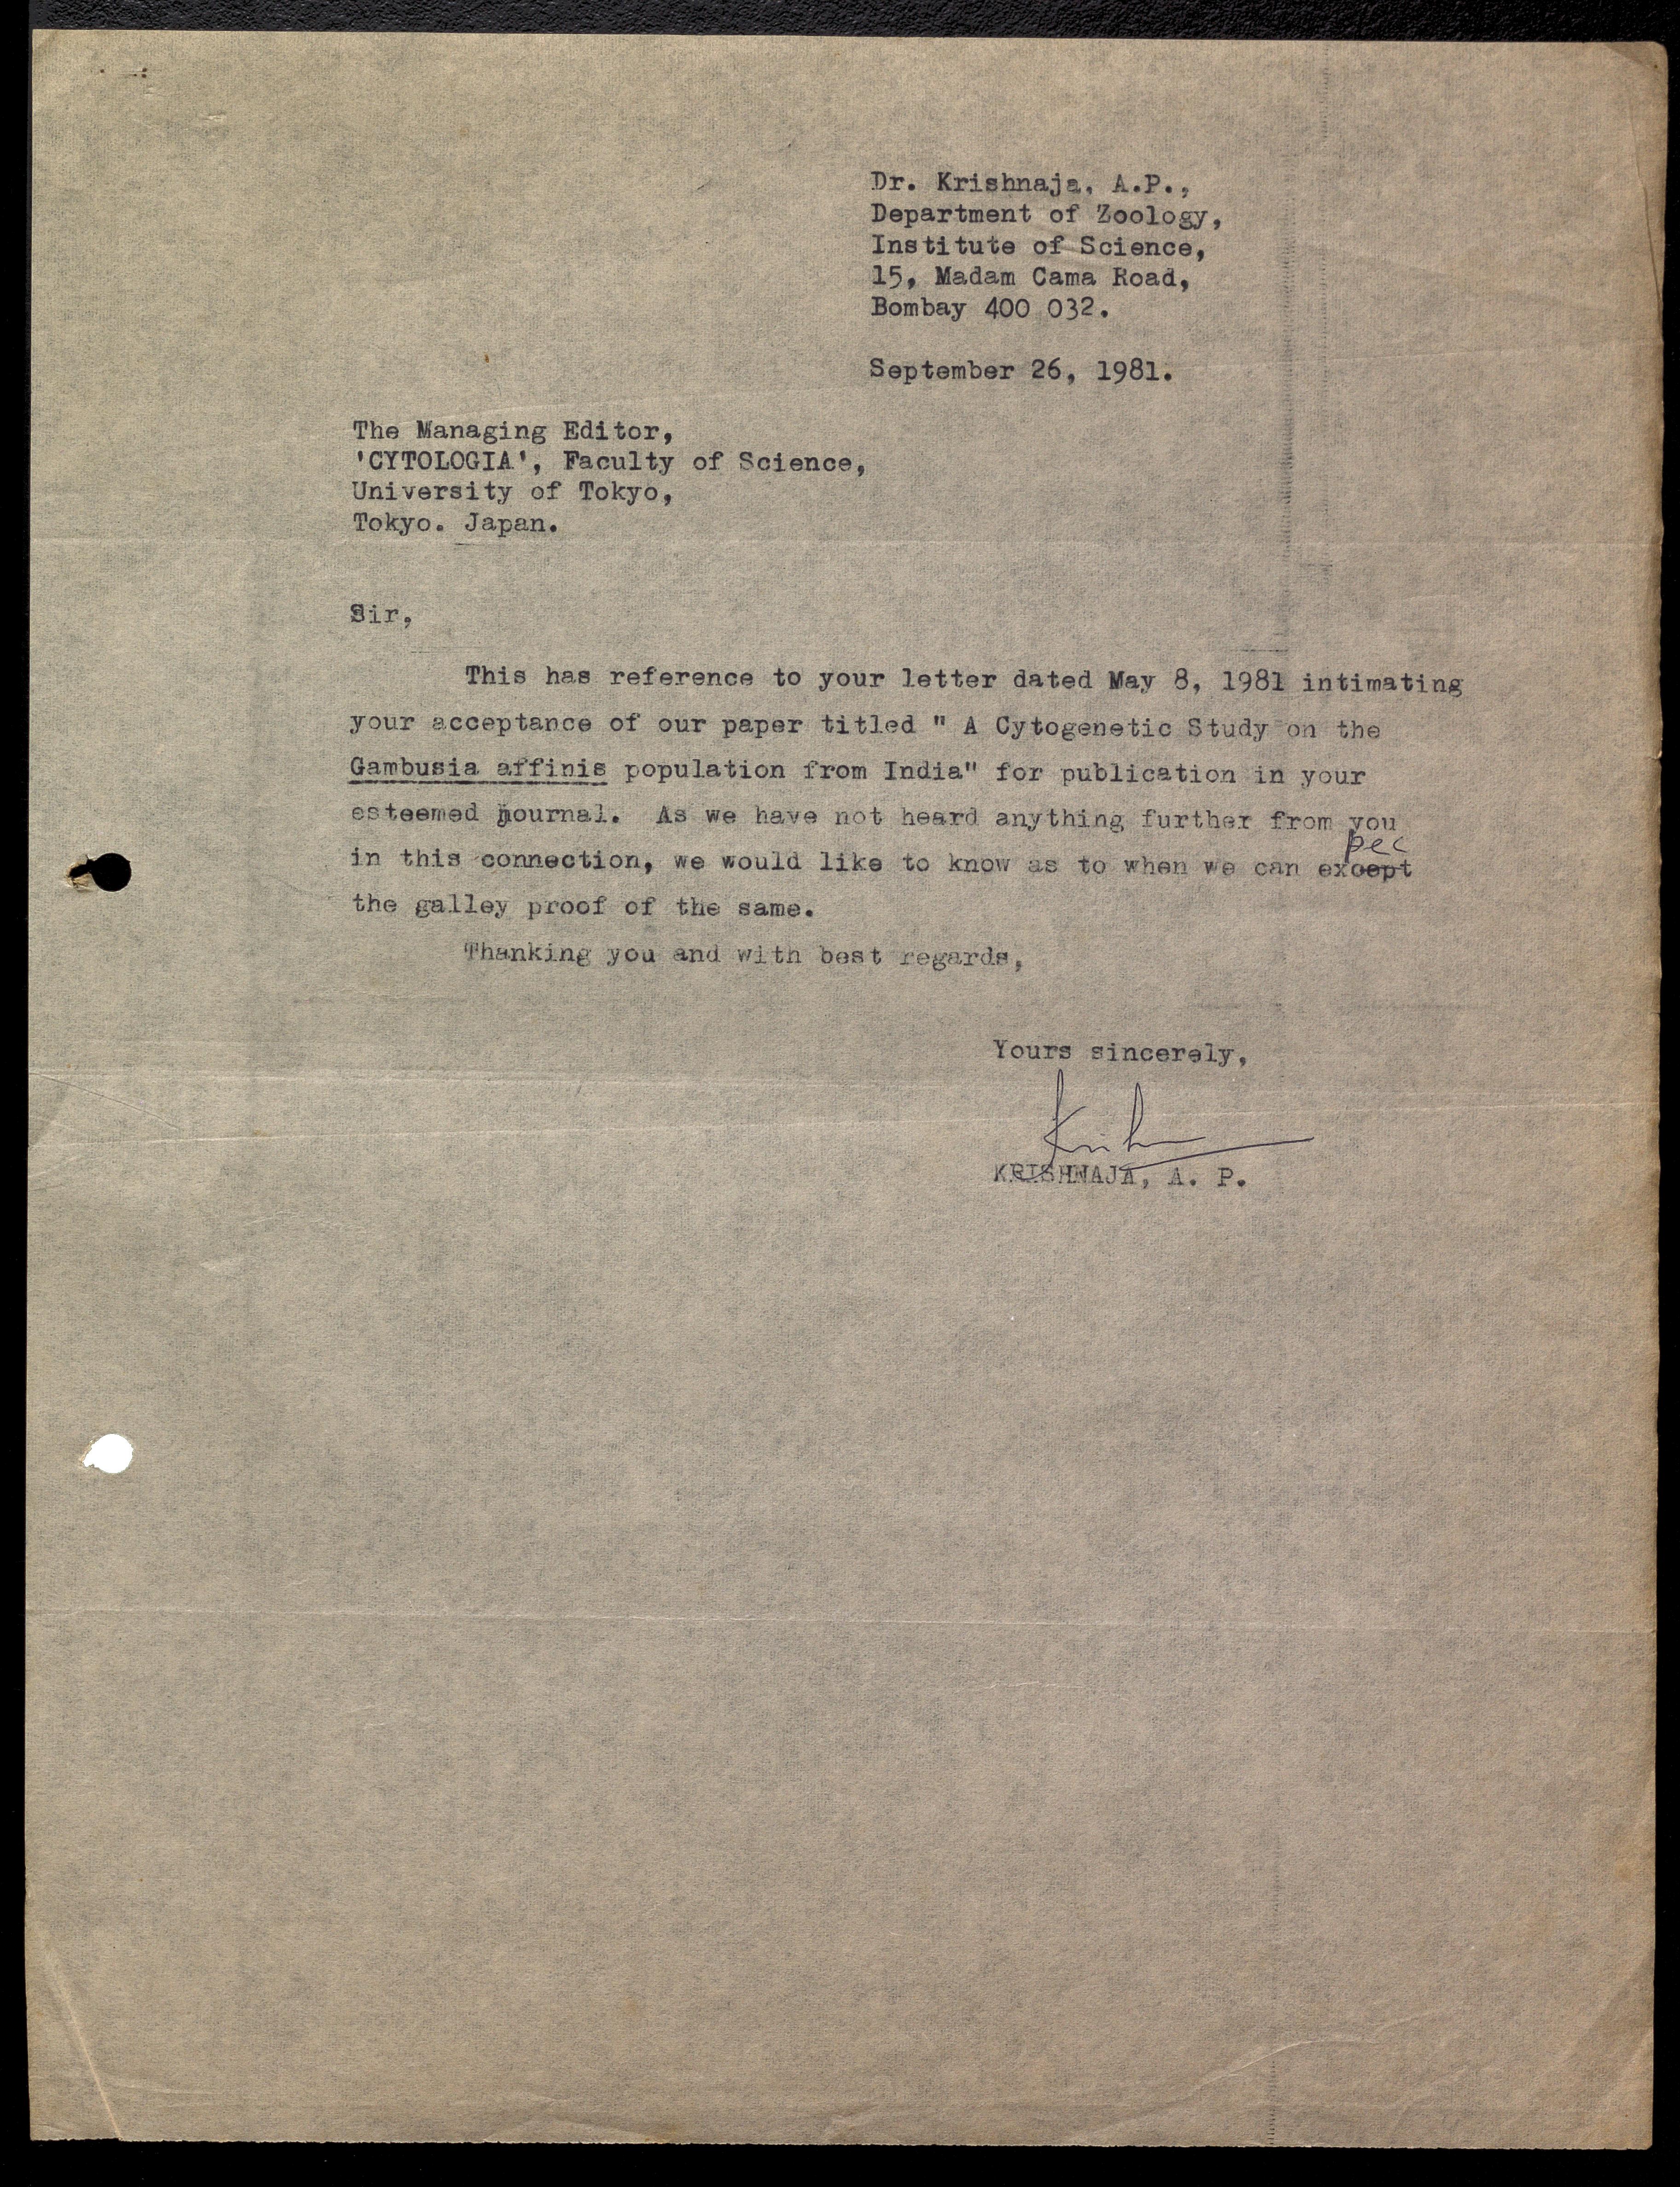 Dr. Krishnaja, A.P.,
Department of Zoology,
Institute of Science,
15, Madam Cama Road,
Bombay 400 032.
September 26, 1981.
The Managing Editor,
'CYTOLOGIA', Faculty of Science,
University of Tokyo,
Tokyo. Japan.
Sir,
This has reference to your letter dated May 8, 1981 intimating
your acceptance of our paper titled " A Cytogenetic Study on the
Gambusia affinis population from India" for publication in your
esteemed journal. As we have not heard anything further from you
pec
in this connection, we would like to know as to when we can except
the galley proof of the same.
Thanking you and with best regards,
Yours sincerely,
Krish
KRISHNAJA, A. P.